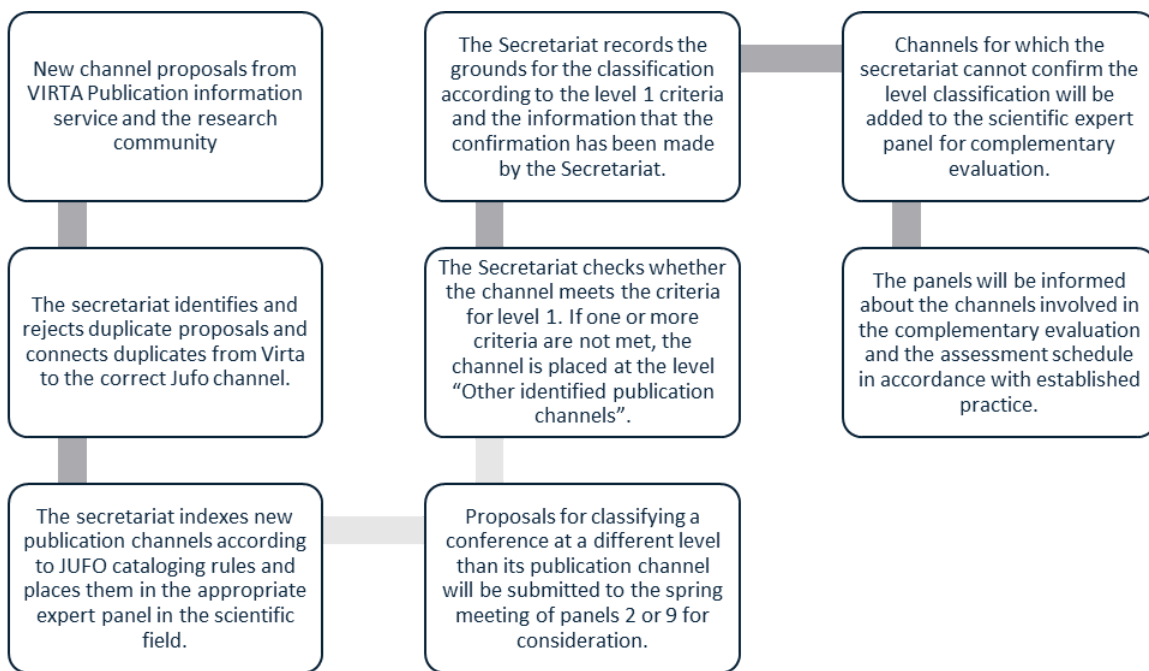 New channel proposals from
VIRTA Publication information
service and the research
community
The secretariat identifies and
rejects duplicate proposals and
connects duplicates from Virta
to the correct Jufo channel.
The secretariat indexes new
publication channels according
to JUFO cataloging rules and
places them in the appropriate
expert panel in the scientific
field.
Proposals for classifying a
conference at a different level
than its publication channel
will be submitted to the spring
meeting of panels 2 or 9 for
consideration.
The Secretariat checks whether
the channel meets the criteria
for level 1. If one or more
criteria are not met, the
channel is placed at the level
“Other identified publication
channels”.
The Secretariat records the
grounds for the classification
according to the level 1 criteria
and the information that the
confirmation has been made
by the Secretariat.
Channels for which the
secretariat cannot confirm the
level classification will be
added to the scientific expert
panel for complementary
evaluation.
The panels will be informed
about the channels involved in
the complementary evaluation
and the assessment schedule
in accordance with established
practice.